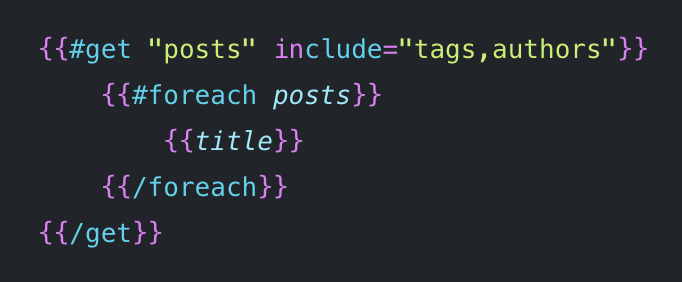 {{#get "posts" include="tags,authors"}}
{{#foreach posts}}
{{title}}
{{/foreach}}
{{/get}}